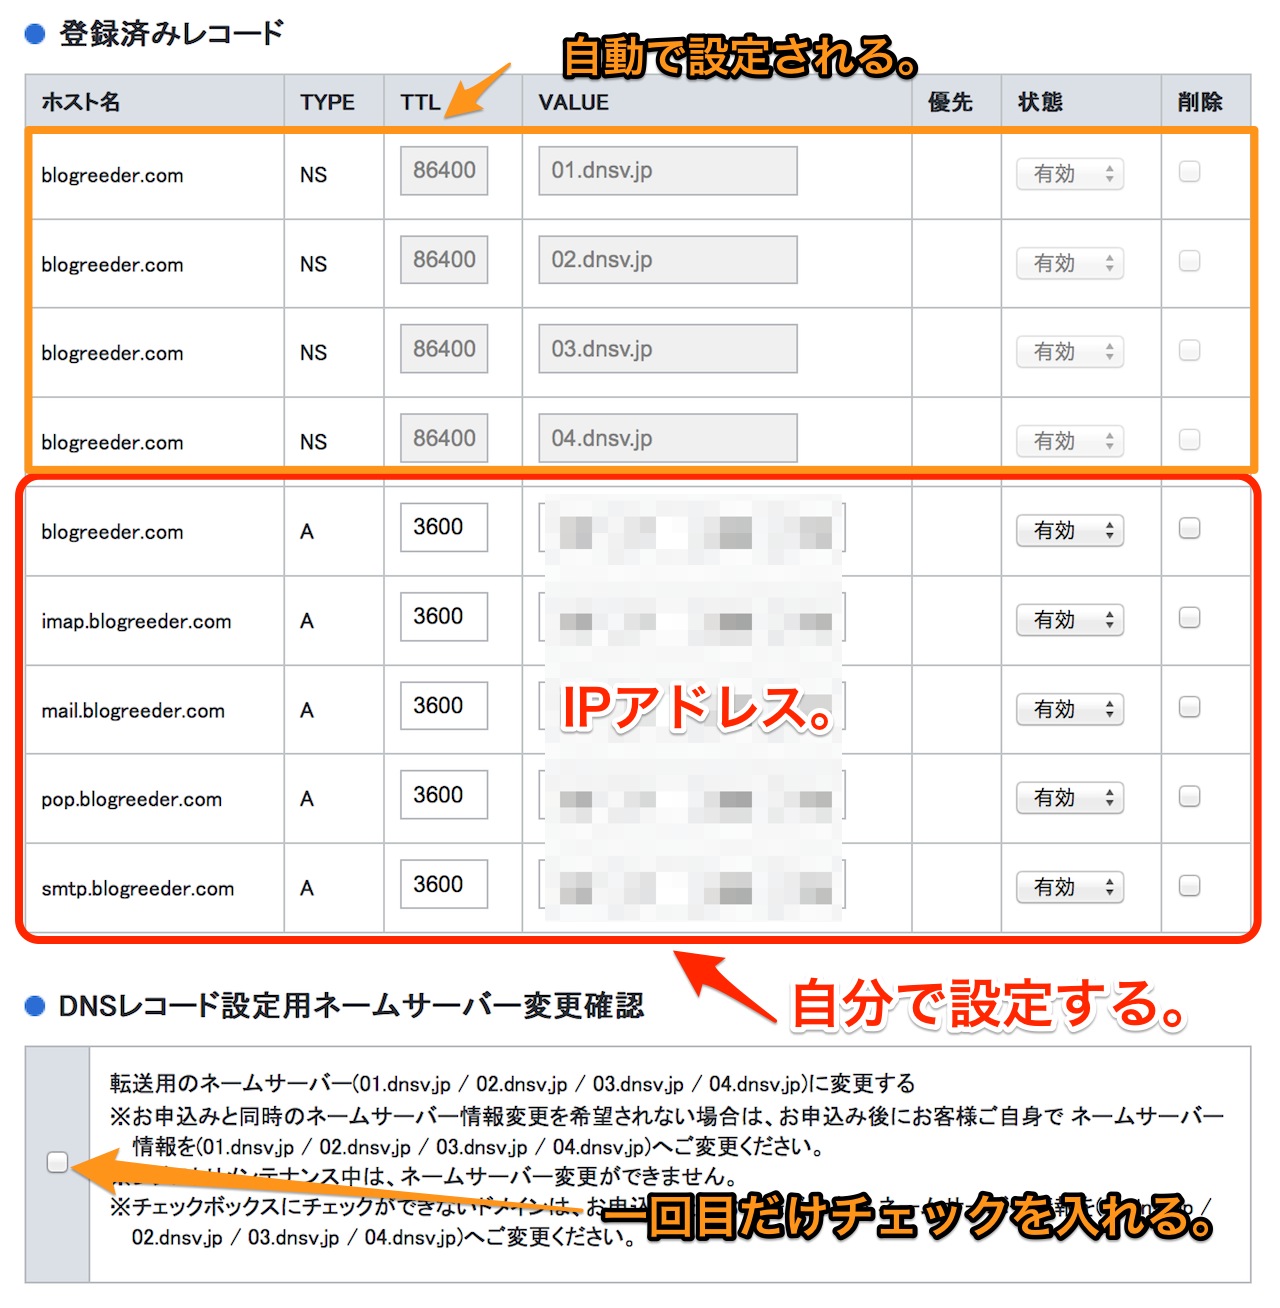 登録済みレコード
自動で設定される。
ホスト名 TYPE TTL VALUE 優先 状態 削除
blogreeder.com NS 86400 01.dnsv.jp 有効
blogreeder.com NS 86400 02.dnsv.jp 有効
blogreeder.com NS 86400 03.dnsv.jp 有効
blogreeder.com NS 86400 04.dnsv.jp 有効
blogreeder.com A 3600 有効
imap.blogreeder.com A 3600 有効
mail.blogreeder.com A 3600 IPアドレス。 有効
pop.blogreeder.com A 3600 有効
smtp.blogreeder.com A 3600 有効
自分で設定する。
DNSレコード設定用ネームサーバー変更確認
転送用のネームサーバー(01.dnsv.jp / 02.dnsv.jp / 03.dnsv.jp / 04.dnsv.jp)に変更する
※お申込みと同時のネームサーバー情報変更を希望されない場合は、お申込み後にお客様ご自身で ネームサーバー
情報を(01.dnsv.jp / 02.dnsv.jp / 03.dnsv.jp / 04.dnsv.jp)へご変更ください。
メンテナンス中は、ネームサーバー変更ができません。
※チェックボックスにチェックができないドメインは、お申込
02.dnsv.jp / 03.dnsv.jp / 04.dnsv.jp)へご変更ください。
一回目だけチェックを入れる。